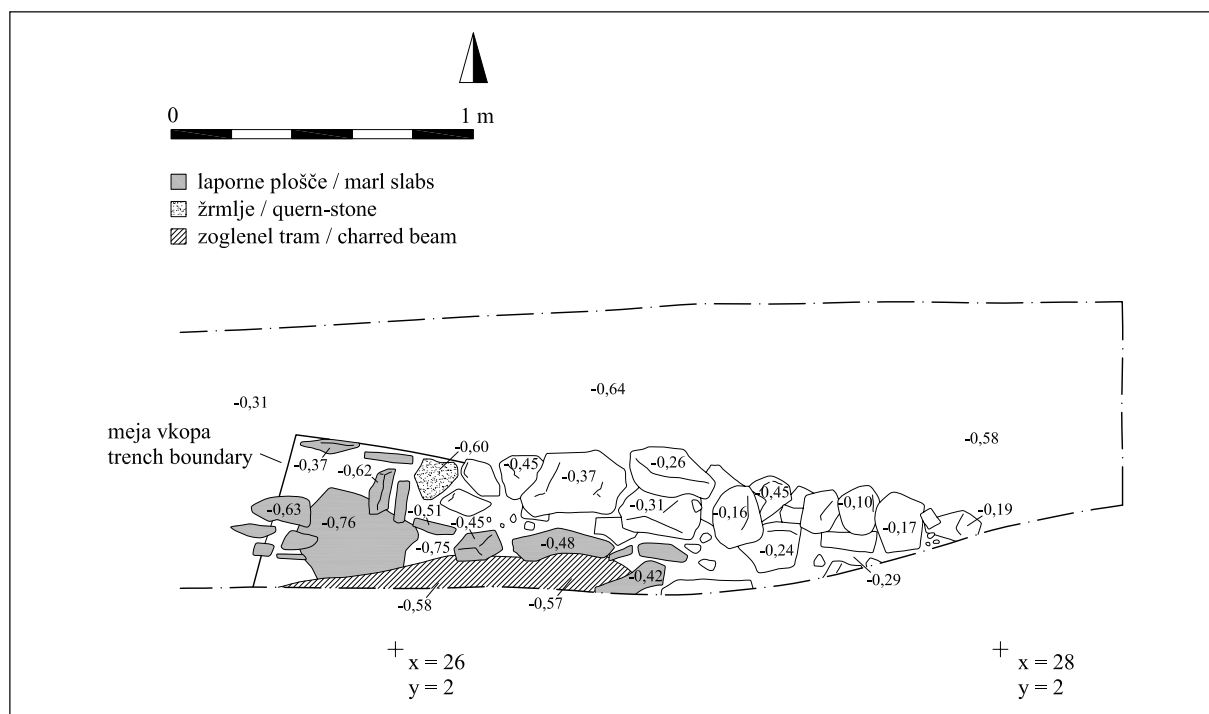 0 1 m
laporne plošče / marl slabs
žrmlje / quern-stone
zoglenel tram / charred beam
-0,64
-0,31
meja vkopa
trench boundary
-0,58
-0,60
-0,37
-0,62
-0,45
-0,37
-0,26
-0,45
-0,10
-0,63
-0,76
-0,51
-0,31
-0,16
-0,17
-0,19
-0,45
-0,75
-0,48
-0,24
-0,42
-0,29
-0,58
-0,57
x = 26
y = 2
x = 28
y = 2